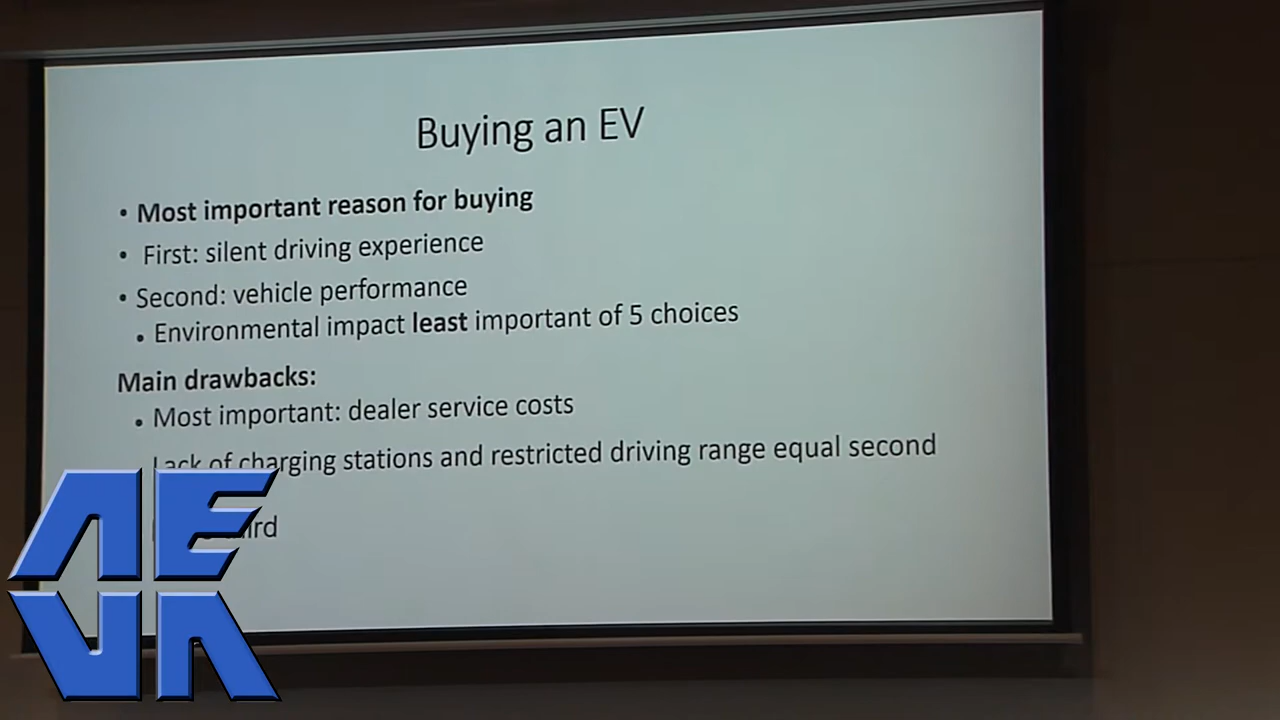 Buying an EV
• Most important reason for buying
• First: silent driving experience
• Second: vehicle performance
• Environmental impact least important of 5 choices
Main drawbacks:
• Most important: dealer service costs
Lack of charging stations and restricted driving range equal second
AE
VA